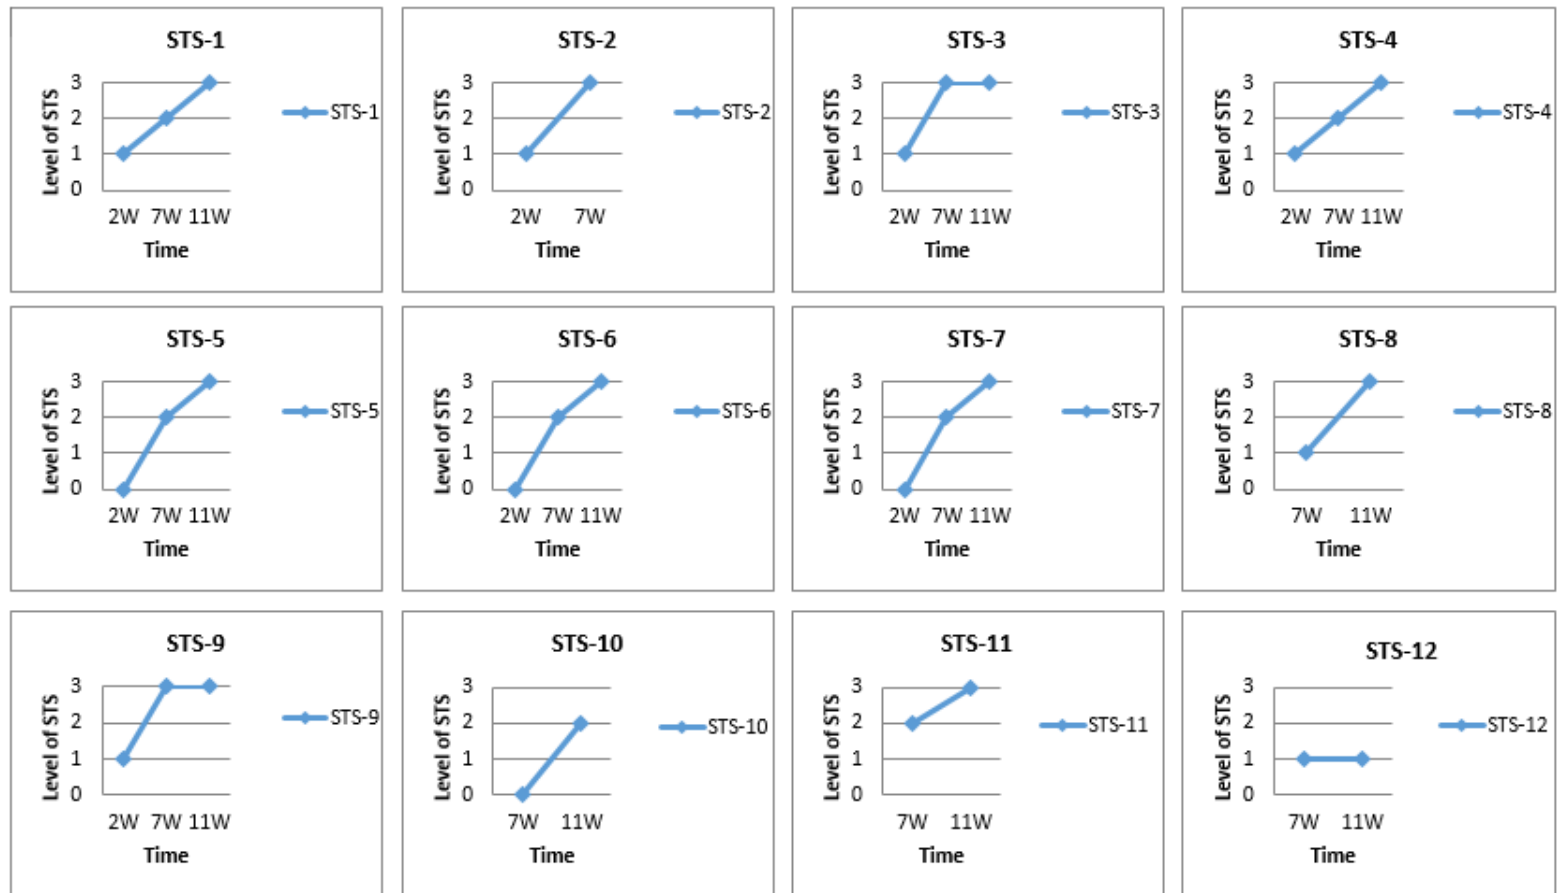 STS-1
3
2
1
0
Level of STS
2W 7W 11W
Time
STS-1
STS-2
3
2
1
0
Level of STS
2W 7W
Time
STS-2
STS-3
3
2
1
0
Level of STS
2W 7W 11W
Time
STS-3
STS-4
3
2
1
0
Level of STS
2W 7W 11W
Time
STS-4
STS-5
3
2
1
0
Level of STS
2W 7W 11W
Time
STS-5
STS-6
3
2
1
0
Level of STS
2W 7W 11W
Time
STS-6
STS-7
3
2
1
0
Level of STS
2W 7W 11W
Time
STS-7
STS-8
3
2
1
0
Level of STS
7W 11W
Time
STS-8
STS-9
3
2
1
0
Level of STS
2W 7W 11W
Time
STS-9
STS-10
3
2
1
0
Level of STS
7W 11W
Time
STS-10
STS-11
3
2
1
0
Level of STS
7W 11W
Time
STS-11
STS-12
3
2
1
0
Level of STS
7W 11W
Time
STS-12